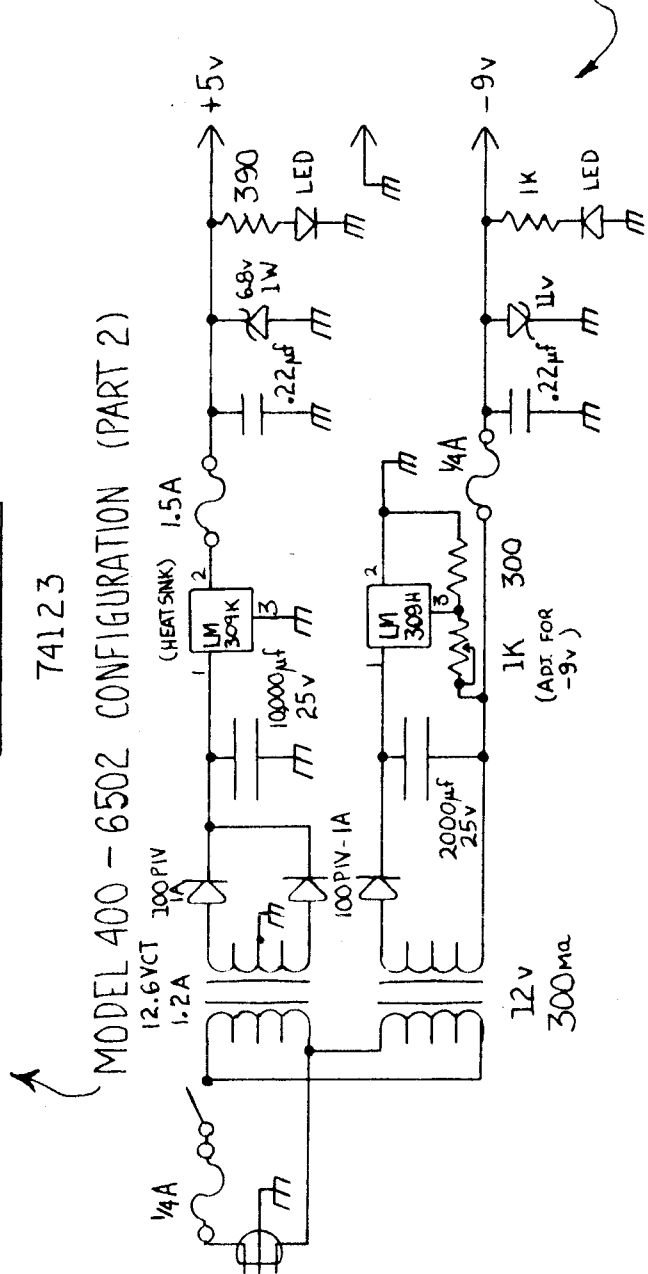 74123
MODEL 400 - 6502 CONFIGURATION (PART 2)
12.6VCT
1.2A
100PIV
1A
(HEATSINK)
1.5A
1/4A
1
LM
309K
2
3
10,000µf
25v
.22µf
6.8v
1W
390
LED
+5v
100PIV-1A
12v
300MA
2000µf
25v
1
LM
309H
2
3
1K
(ADJ. FOR
-9v)
300
1/4A
.22µf
11v
1K
LED
-9v